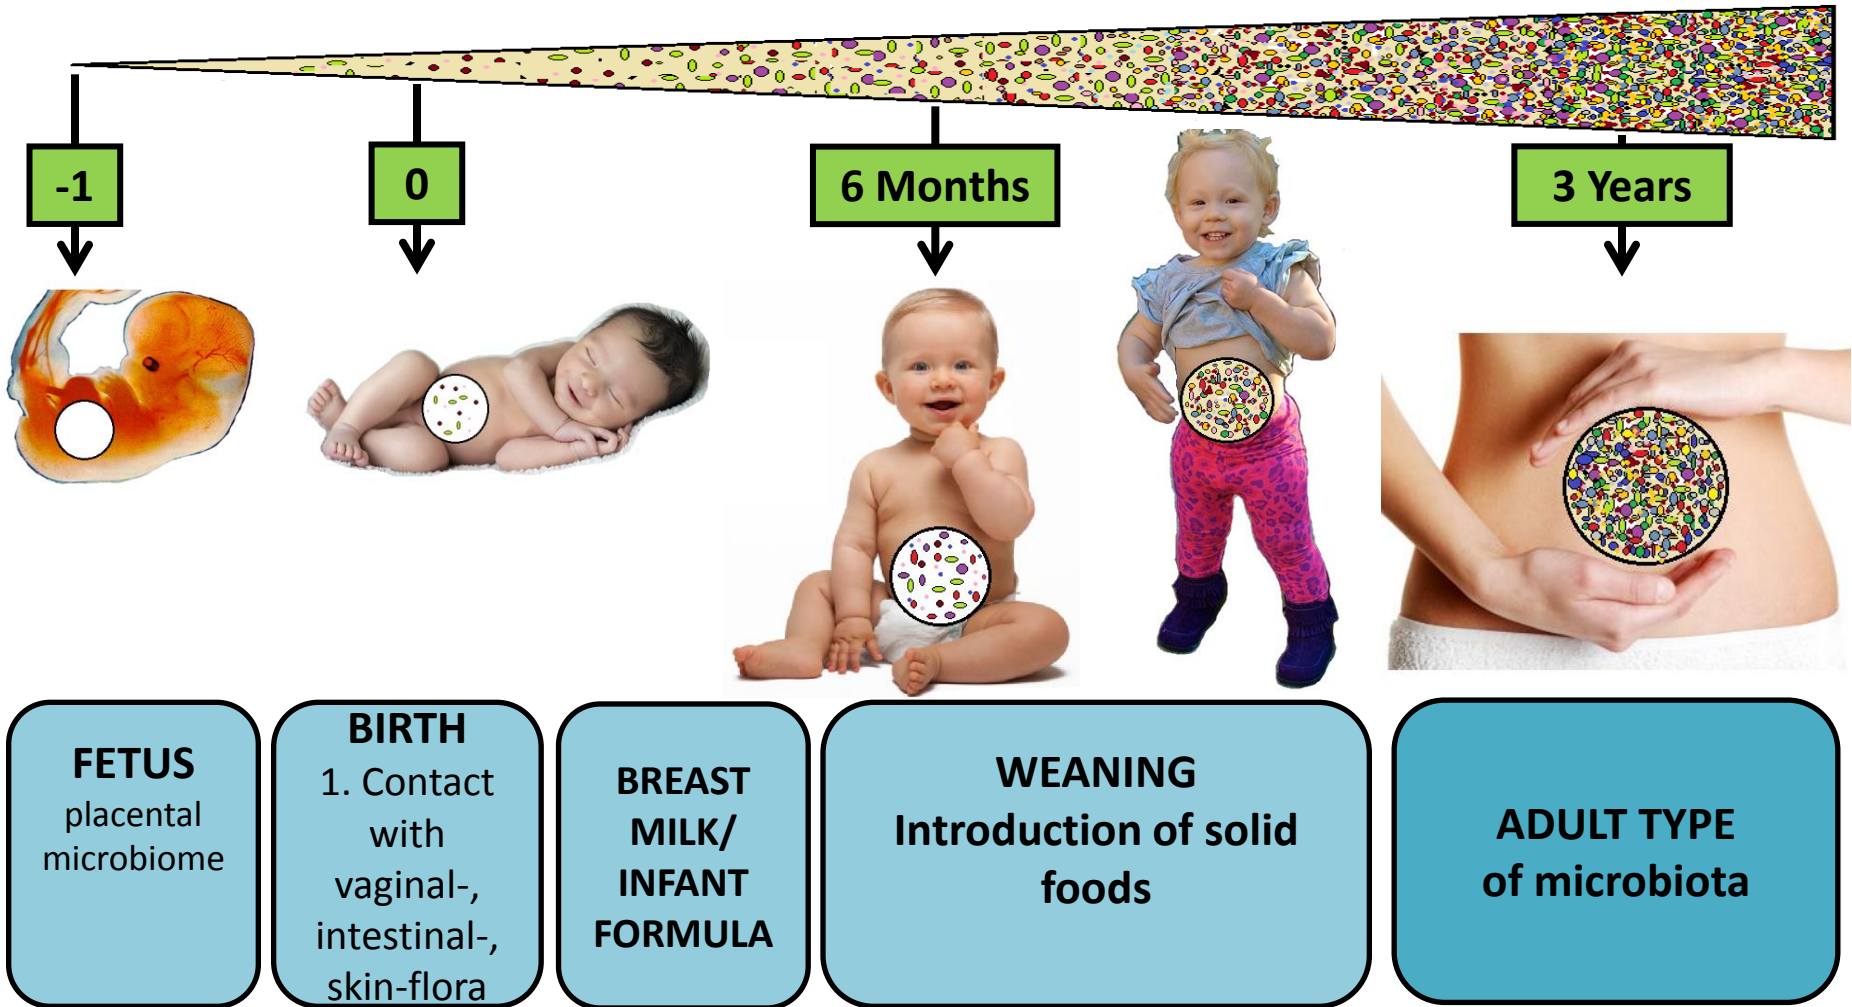 -1
0
6 Months
3 Years
FETUS
placental
microbiome
BIRTH
1. Contact
with
vaginal-,
intestinal-,
skin-flora
BREAST
MILK/
INFANT
FORMULA
WEANING
Introduction of solid
foods
ADULT TYPE
of microbiota